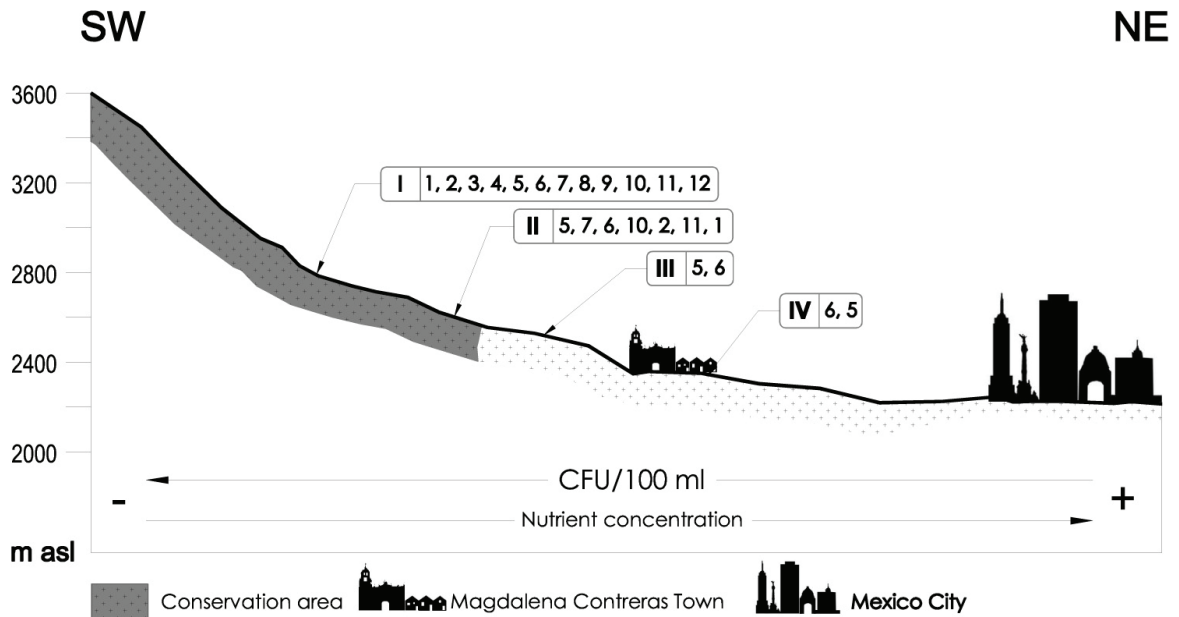 SW
NE
3600
3200
2800
2400
2000
m asl
I 1, 2, 3, 4, 5, 6, 7, 8, 9, 10, 11, 12
II 5, 7, 6, 10, 2, 11, 1
III 5, 6
IV 6, 5
CFU/100 ml
- +
Nutrient concentration
Conservation area Magdalena Contreras Town Mexico City